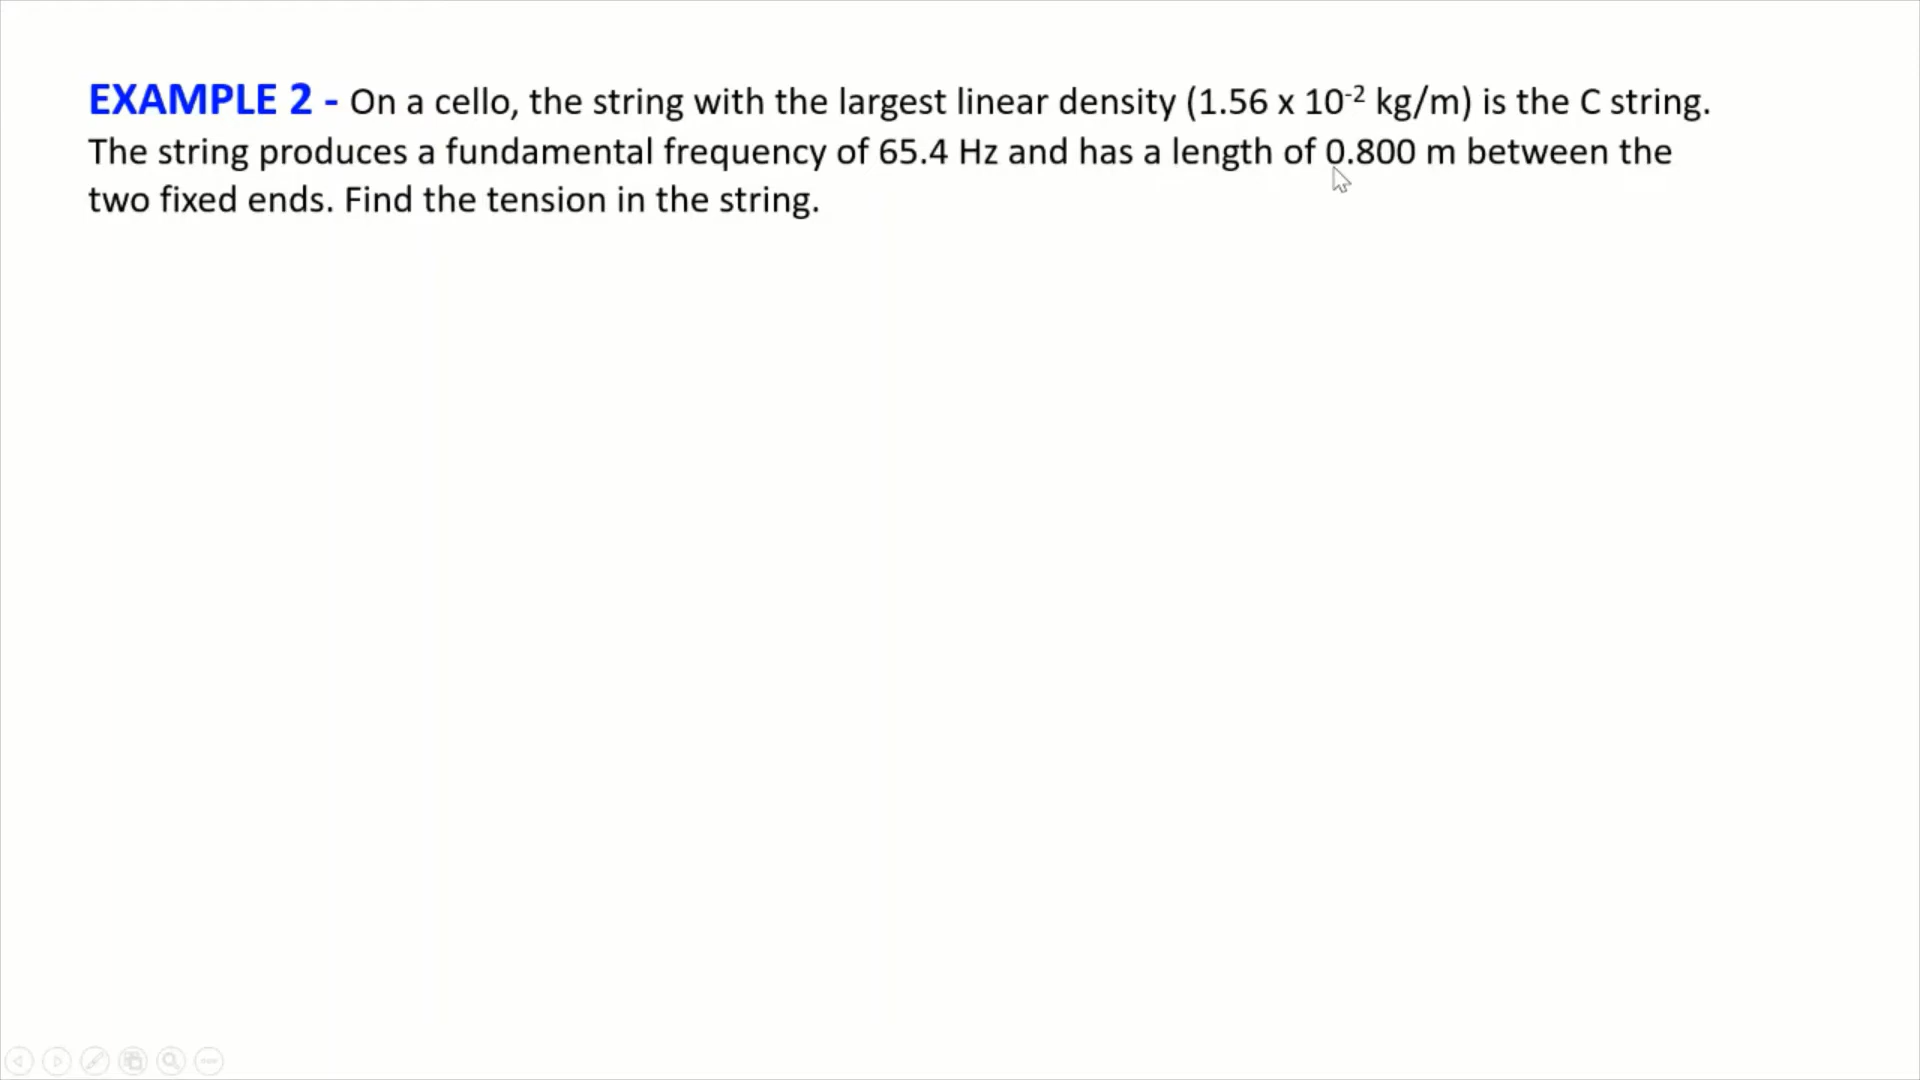 EXAMPLE 2 - On a cello, the string with the largest linear density (1.56 x 10⁻² kg/m) is the C string.
The string produces a fundamental frequency of 65.4 Hz and has a length of 0.800 m between the
two fixed ends. Find the tension in the string.